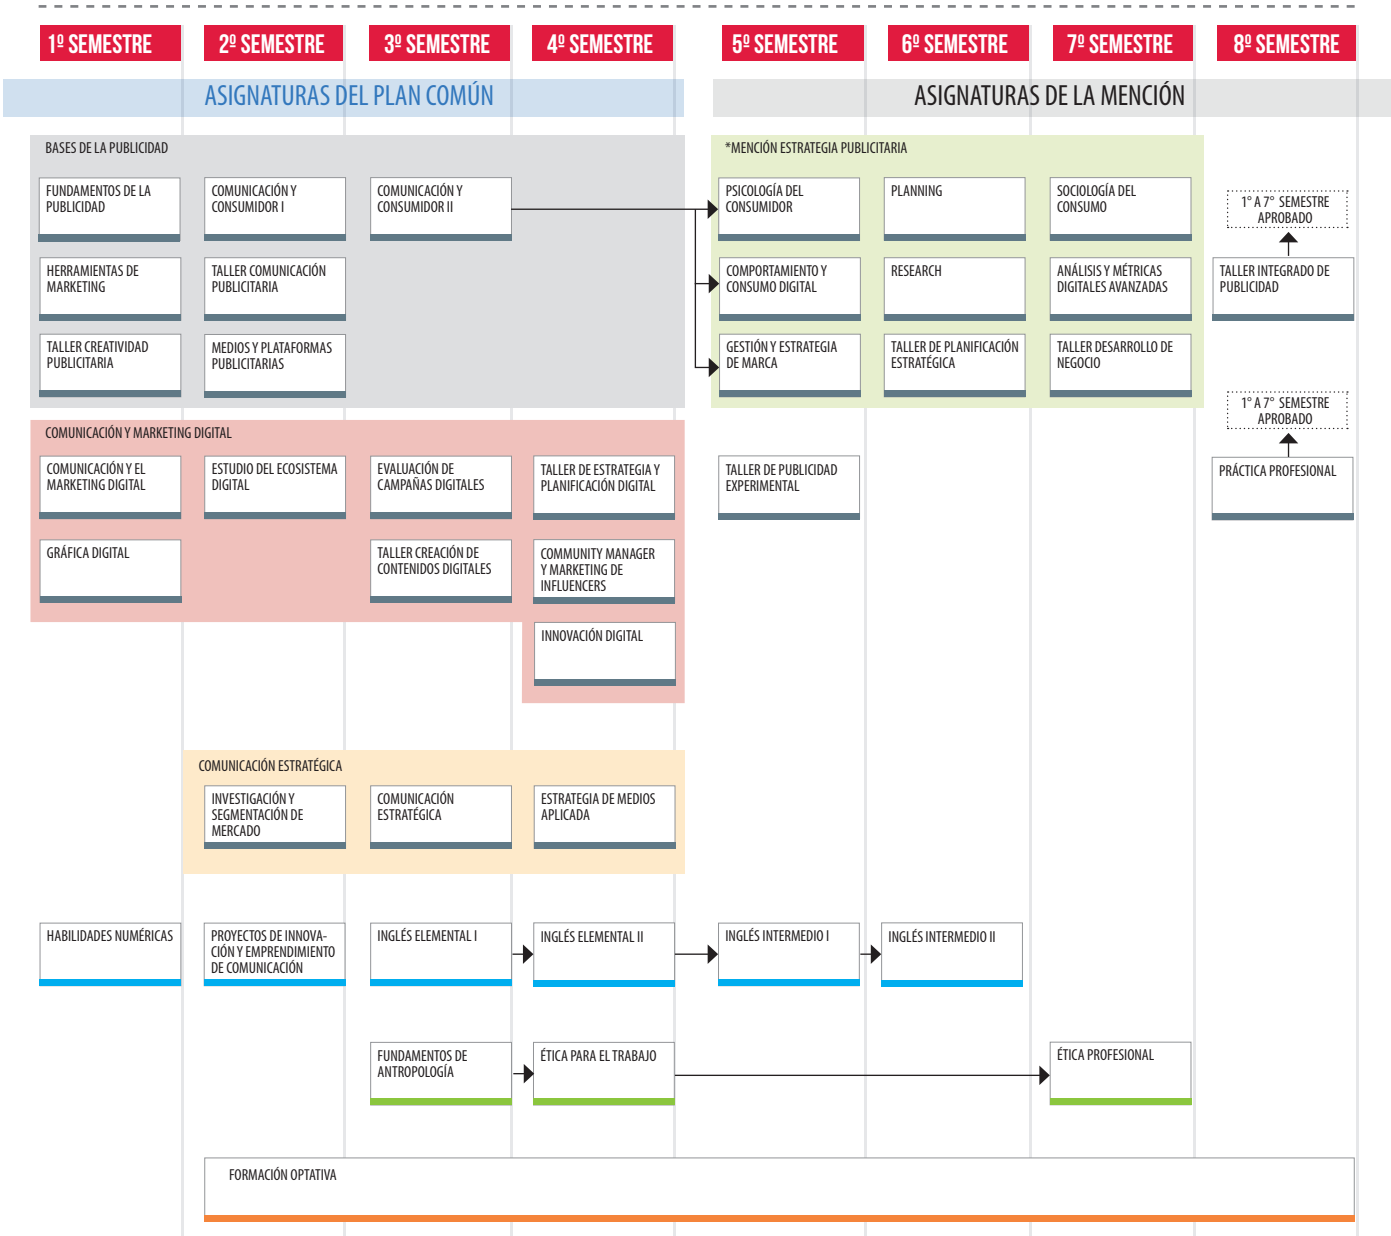 1º SEMESTRE
2º SEMESTRE
3º SEMESTRE
4º SEMESTRE
5º SEMESTRE
6º SEMESTRE
7º SEMESTRE
8º SEMESTRE
ASIGNATURAS DEL PLAN COMÚN
ASIGNATURAS DE LA MENCIÓN
BASES DE LA PUBLICIDAD
FUNDAMENTOS DE LA
PUBLICIDAD
COMUNICACIÓN Y
CONSUMIDOR I
COMUNICACIÓN Y
CONSUMIDOR II
HERRAMIENTAS DE
MARKETING
TALLER COMUNICACIÓN
PUBLICITARIA
TALLER CREATIVIDAD
PUBLICITARIA
MEDIOS Y PLATAFORMAS
PUBLICITARIAS
*MENCIÓN ESTRATEGIA PUBLICITARIA
PSICOLOGÍA DEL
CONSUMIDOR
PLANNING
SOCIOLOGÍA DEL
CONSUMO
COMPORTAMIENTO Y
CONSUMO DIGITAL
RESEARCH
ANÁLISIS Y MÉTRICAS
DIGITALES AVANZADAS
GESTIÓN Y ESTRATEGIA
DE MARCA
TALLER DE PLANIFICACIÓN
ESTRATÉGICA
TALLER DESARROLLO DE
NEGOCIO
1° A 7° SEMESTRE
APROBADO
TALLER INTEGRADO DE
PUBLICIDAD
1° A 7° SEMESTRE
APROBADO
PRÁCTICA PROFESIONAL
COMUNICACIÓN Y MARKETING DIGITAL
COMUNICACIÓN Y EL
MARKETING DIGITAL
ESTUDIO DEL ECOSISTEMA
DIGITAL
EVALUACIÓN DE
CAMPAÑAS DIGITALES
TALLER DE ESTRATEGIA Y
PLANIFICACIÓN DIGITAL
TALLER DE PUBLICIDAD
EXPERIMENTAL
GRÁFICA DIGITAL
TALLER CREACIÓN DE
CONTENIDOS DIGITALES
COMMUNITY MANAGER
Y MARKETING DE
INFLUENCERS
INNOVACIÓN DIGITAL
COMUNICACIÓN ESTRATÉGICA
INVESTIGACIÓN Y
SEGMENTACIÓN DE
MERCADO
COMUNICACIÓN
ESTRATÉGICA
ESTRATEGIA DE MEDIOS
APLICADA
HABILIDADES NUMÉRICAS
PROYECTOS DE INNOVA-
CIÓN Y EMPRENDIMIENTO
DE COMUNICACIÓN
INGLÉS ELEMENTAL I
INGLÉS ELEMENTAL II
INGLÉS INTERMEDIO I
INGLÉS INTERMEDIO II
FUNDAMENTOS DE
ANTROPOLOGÍA
ÉTICA PARA EL TRABAJO
ÉTICA PROFESIONAL
FORMACIÓN OPTATIVA